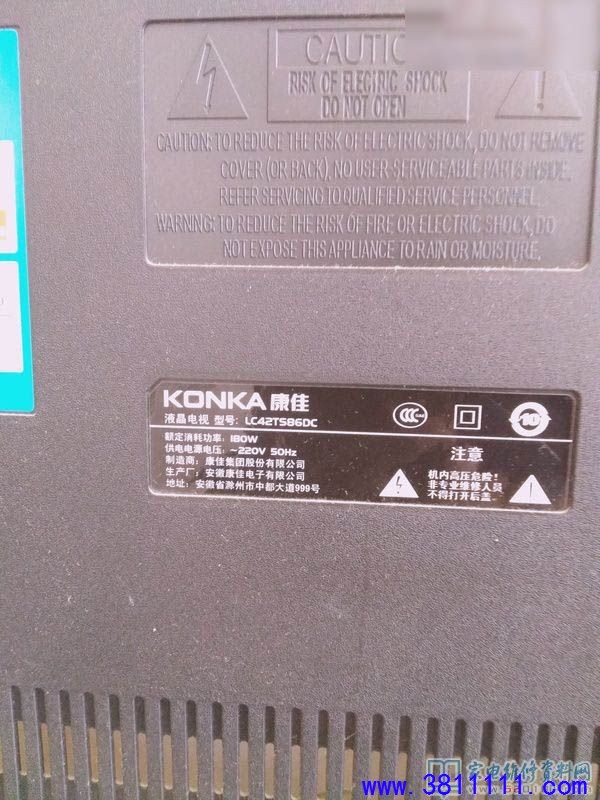 CAUTIO
RISK OF ELECTRIC SHOCK
DO NOT OPEN
CAUTION: TO REDUCE THE RISK OF ELECTRIC SHOCK, DO NOT REMOVE
COVER (OR BACK), NO USER-SERVICEABLE PARTS INSIDE.
REFER SERVICING TO QUALIFIED SERVICE PERSONNEL.
WARNING: TO REDUCE THE RISK OF FIRE OR ELECTRIC SHOCK, DO
NOT EXPOSE THIS APPLIANCE TO RAIN OR MOISTURE.
KONKA 康佳
液晶电视 型号: LC42TS86DC
额定消耗功率: 180W
供电电源电压: ~220V 50Hz
制造商: 康佳集团股份有限公司
生产厂: 安徽康佳电子有限公司
地址: 安徽省滁州市中都大道999号
10
注意
机内高压危险!
非专业维修人员
不得打开后盖
家电维修资料网
www.3811111.com